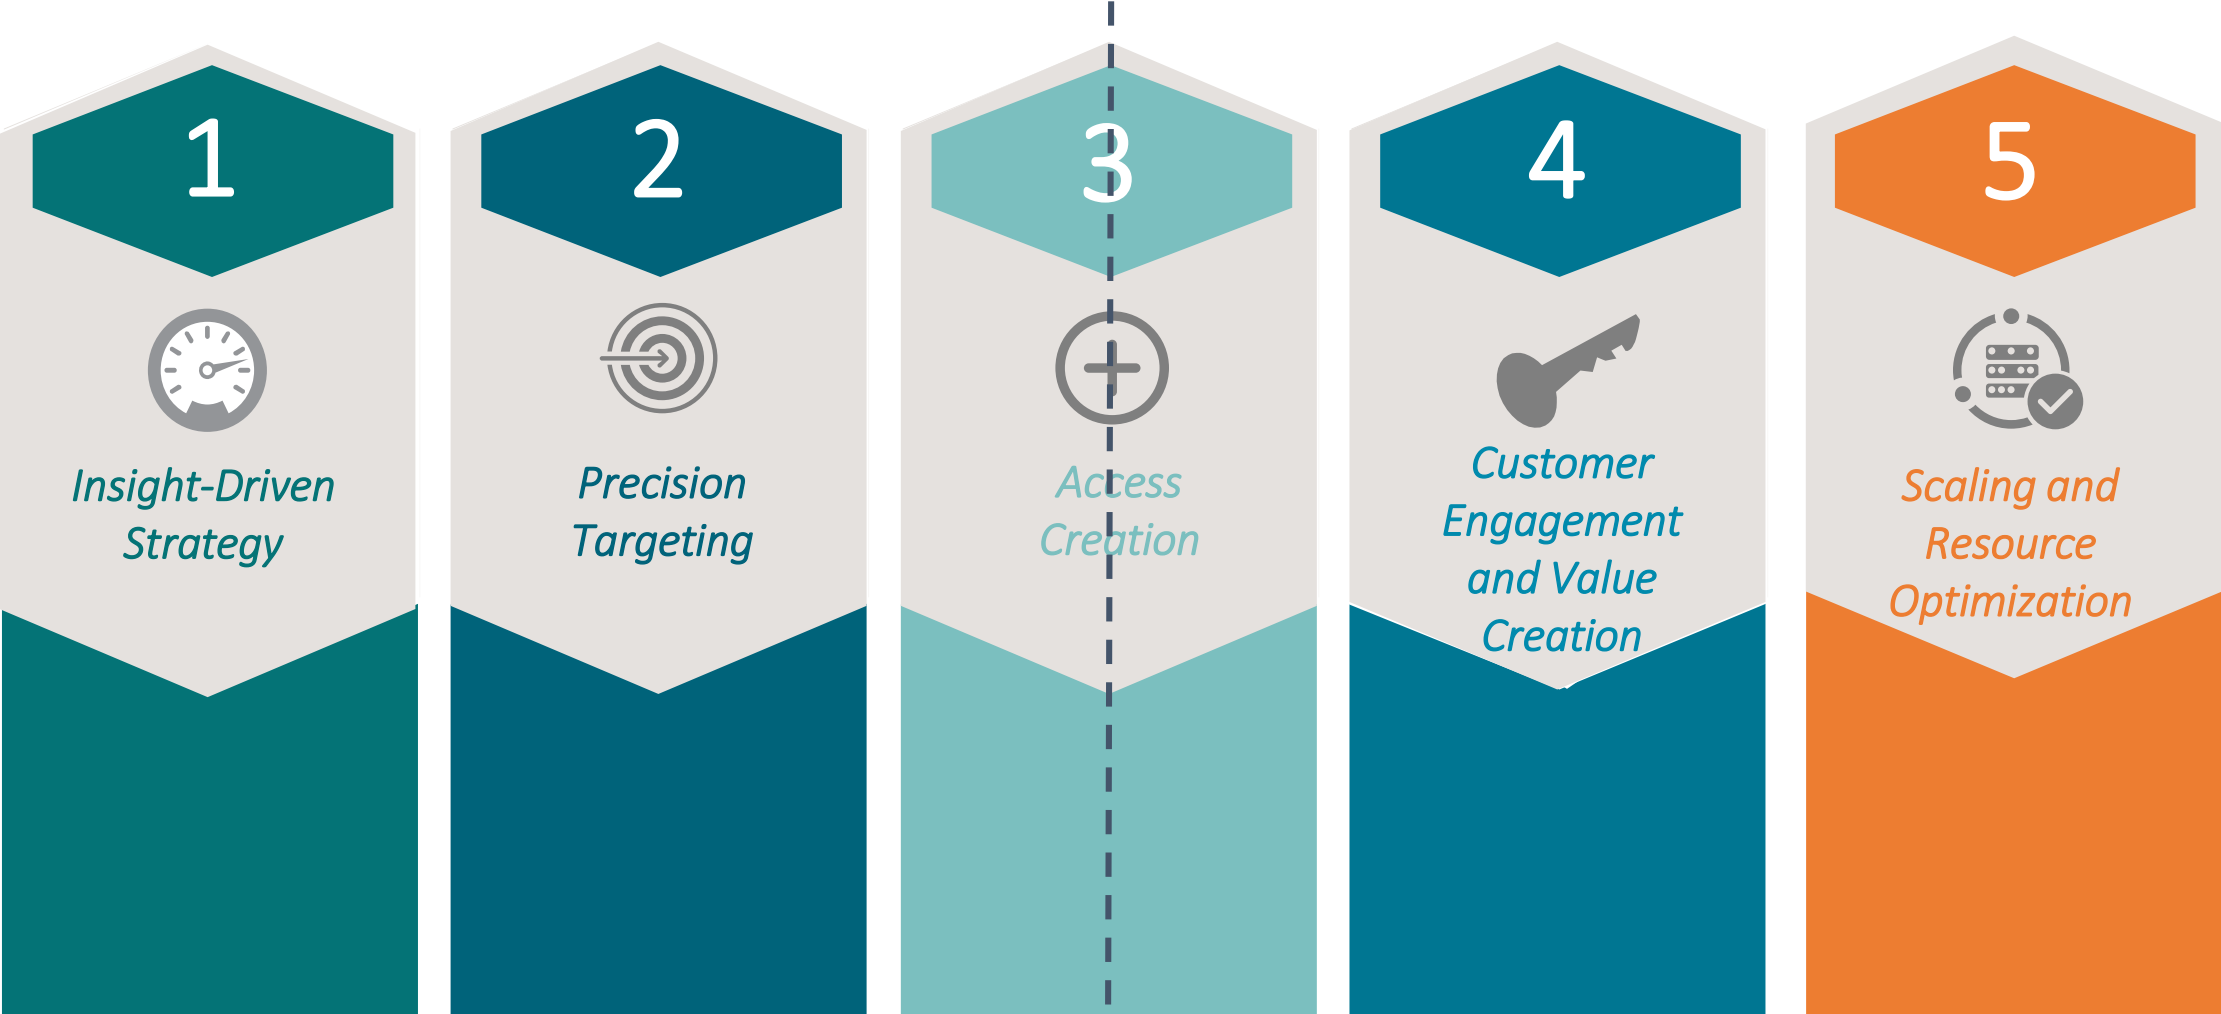 1
Insight-Driven
Strategy
2
Precision
Targeting
3
Access
Creation
4
Customer
Engagement
and Value
Creation
5
Scaling and
Resource
Optimization